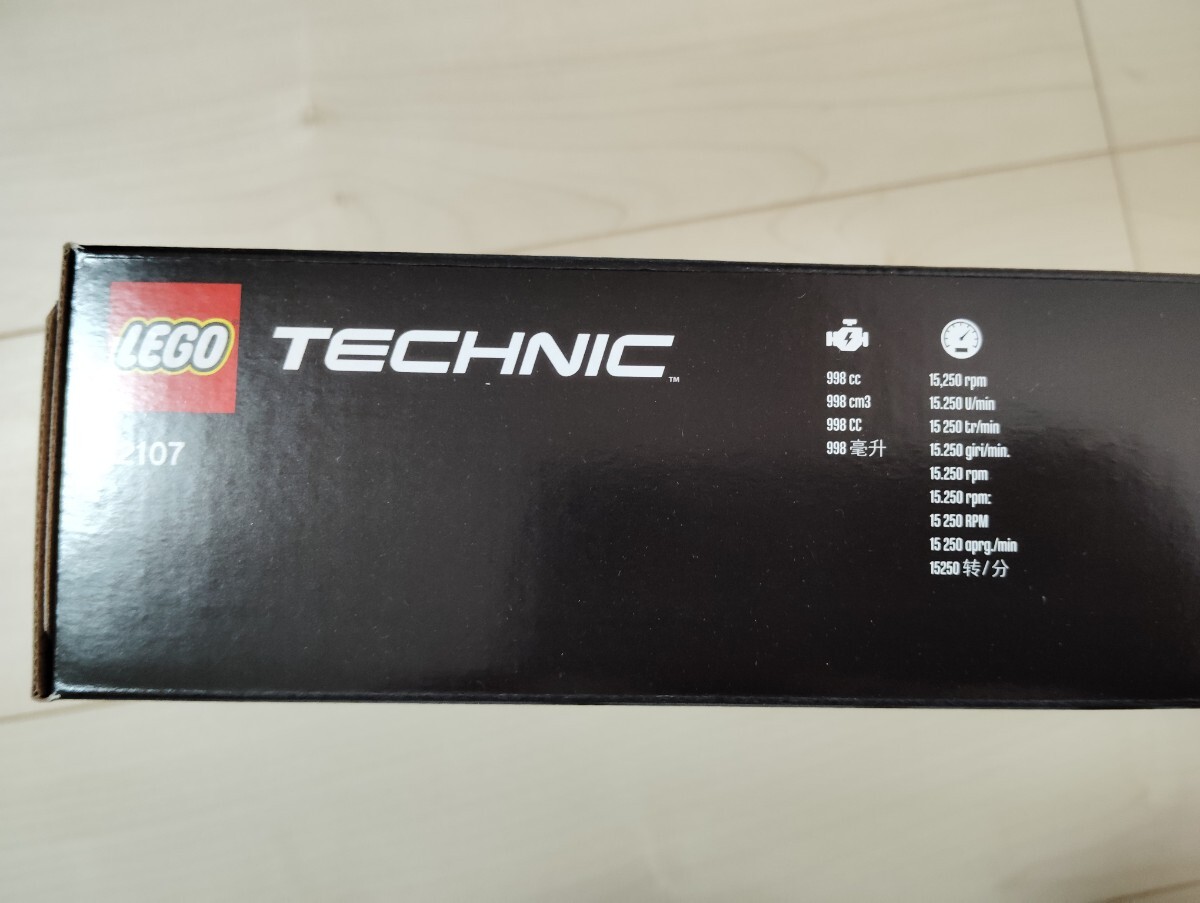 LEGO
TECHNIC™
2107
998 cc
998 cm3
998 CC
998 毫升
15,250 rpm
15.250 U/min
15 250 tr/min
15.250 giri/min.
15.250 rpm
15.250 rpm:
15 250 RPM
15 250 aprg./min
15250 转/分